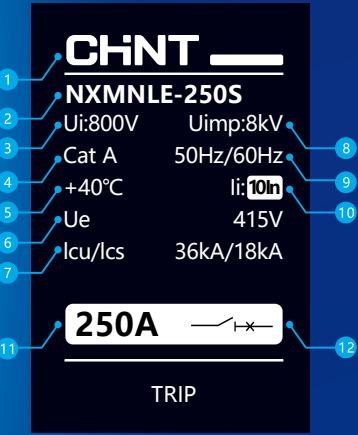 CHNT
1
NXMNLE-250S
2
Ui:800V Uimp:8kV
3 8
Cat A 50Hz/60Hz
4 9
+40℃ Ii:10In
5 10
Ue 415V
6
Icu/Ics 36kA/18kA
7
250A
11 12
TRIP